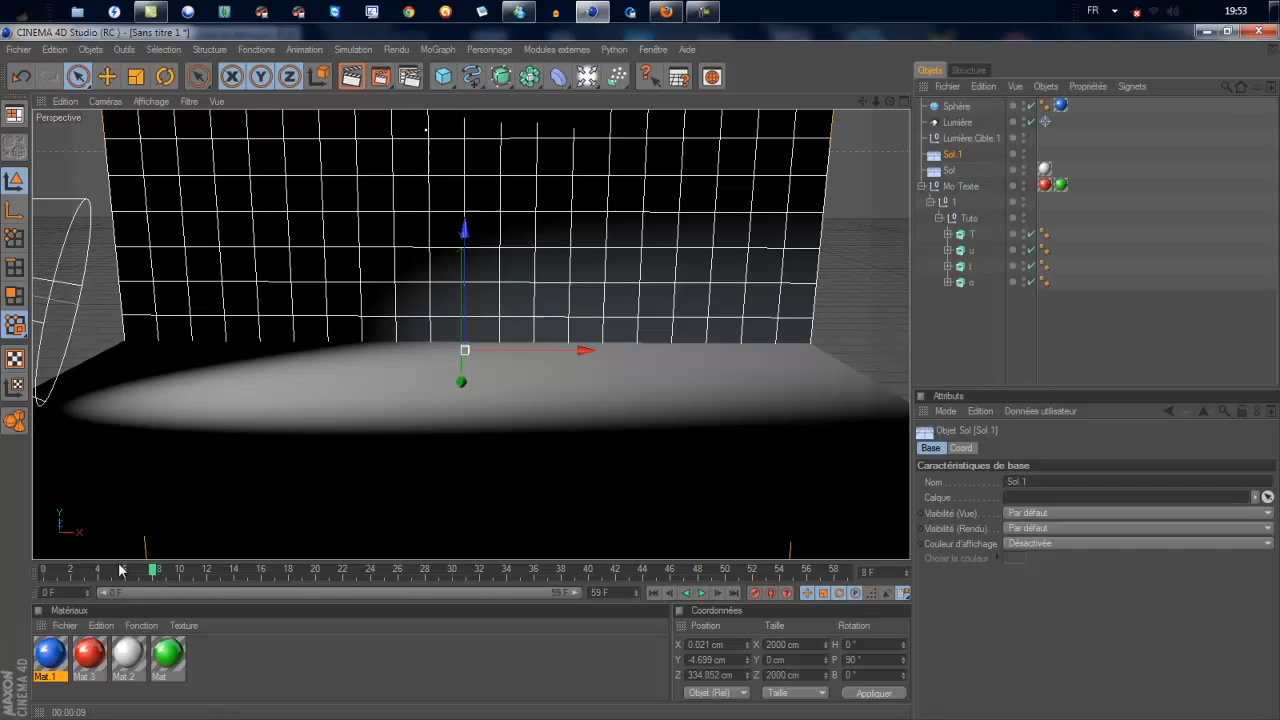 FR
19:53
CINEMA 4D Studio (RC) - [Sans titre 1 *]
Fichier Edition Objets Outils Sélection Structure Fonctions Animation Simulation Rendu MoGraph Personnage Modules externes Python Fenêtre Aide
X Y Z
Edition Caméras Affichage Filtre Vue
Perspective
Y
Z
X
0 2 4 6 8 10 12 14 16 18 20 22 24 26 28 30 32 34 36 38 40 42 44 46 48 50 52 54 56 58
8 F
0 F
0 F
59 F
59 F
Matériaux
Fichier Edition Fonction Texture
Mat.1 Mat.3 Mat.2 Mat
MAXON
CINEMA 4D
00:00:09
Coordonnées
Position Taille Rotation
X 0.021 cm X 2000 cm H 0 °
Y -4.699 cm Y 0 cm P 90 °
Z 334.852 cm Z 2000 cm B 0 °
Objet (Rel) Taille Appliquer
Objets Structure
Fichier Edition Vue Objets Propriétés Signets
Sphère
Lumière
Lumière.Cible.1
Sol.1
Sol
Mo Texte
1
Tuto
T
u
t
o
Attributs
Mode Edition Données utilisateur
Objet Sol [Sol.1]
Base Coord
Caractéristiques de base
Nom Sol.1
Calque
Visibilité (Vue) Par défaut
Visibilité (Rendu) Par défaut
Couleur d'affichage Désactivée
Choisir la couleur